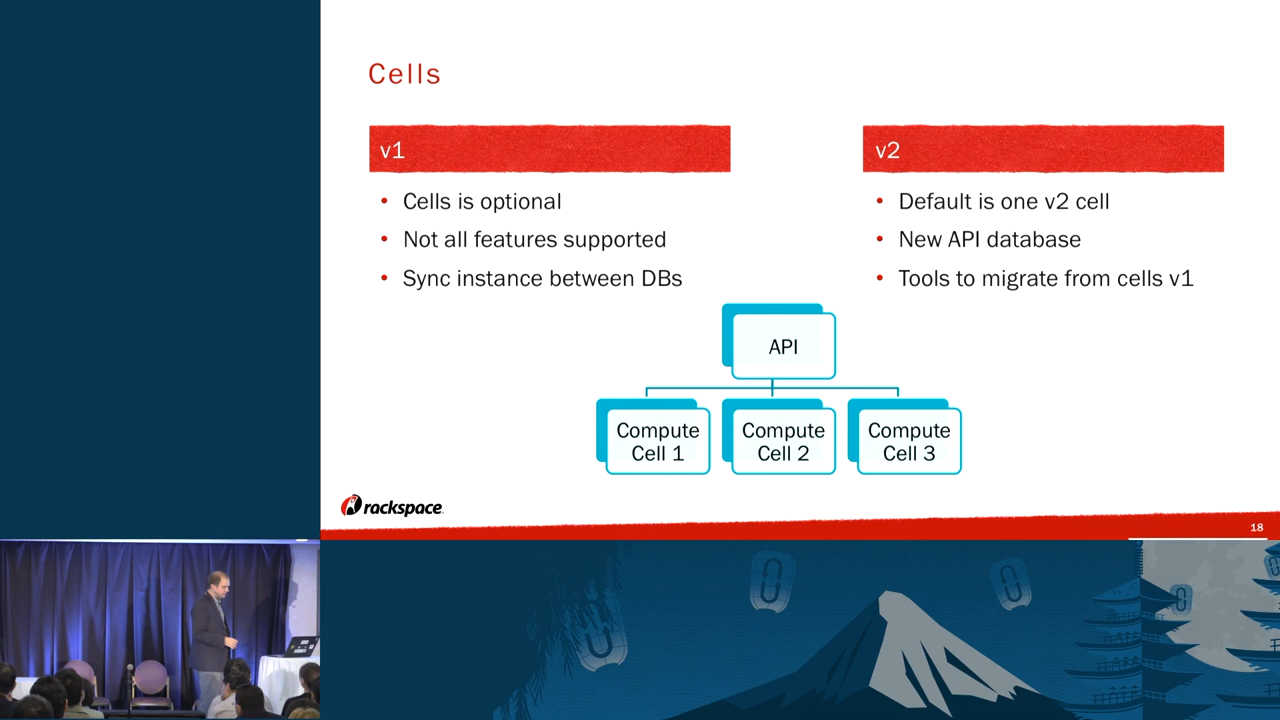 Cells
v1
• Cells is optional
• Not all features supported
• Sync instance between DBs
v2
• Default is one v2 cell
• New API database
• Tools to migrate from cells v1
API
Compute
Cell 1
Compute
Cell 2
Compute
Cell 3
rackspace
18